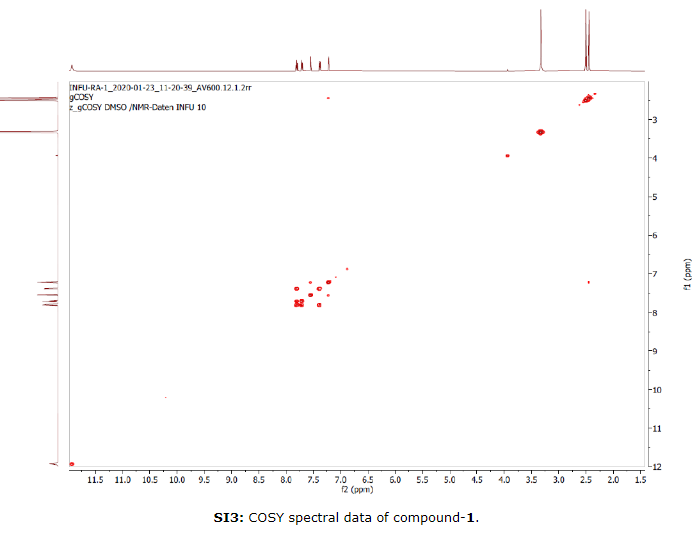 INFU-RA-1_2020-01-23_11-20-39_AV600.12.1.2rr
gCOSY
z_gCOSY DMSO /NMR-Daten INFU 10
3
4
5
6
7
8
9
10
11
12
f1 (ppm)
11.5 11.0 10.5 9.5 9.0 8.5 8.0 7.5 7.0 6.5 6.0 5.5 5.0 4.5 4.0 3.5 3.0 2.5 2.0 1.5
f2 (ppm)
SI3: COSY spectral data of compound-1.